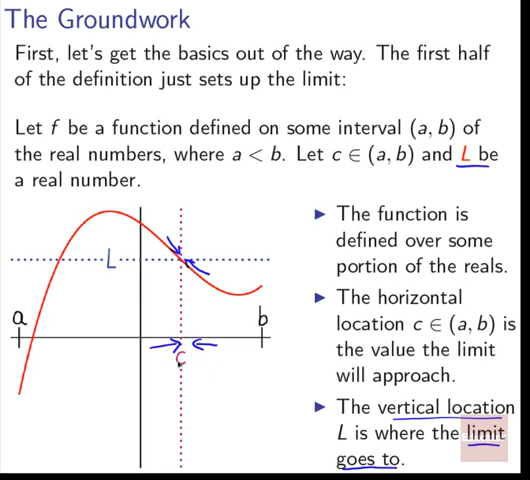 The Groundwork
First, let's get the basics out of the way. The first half
of the definition just sets up the limit:
Let f be a function defined on some interval (a, b) of
the real numbers, where a < b. Let c ∈ (a, b) and L be
a real number.
L
a
b
c
▶ The function is
defined over some
portion of the reals.
▶ The horizontal
location c ∈ (a, b) is
the value the limit
will approach.
▶ The vertical location
L is where the limit
goes to.